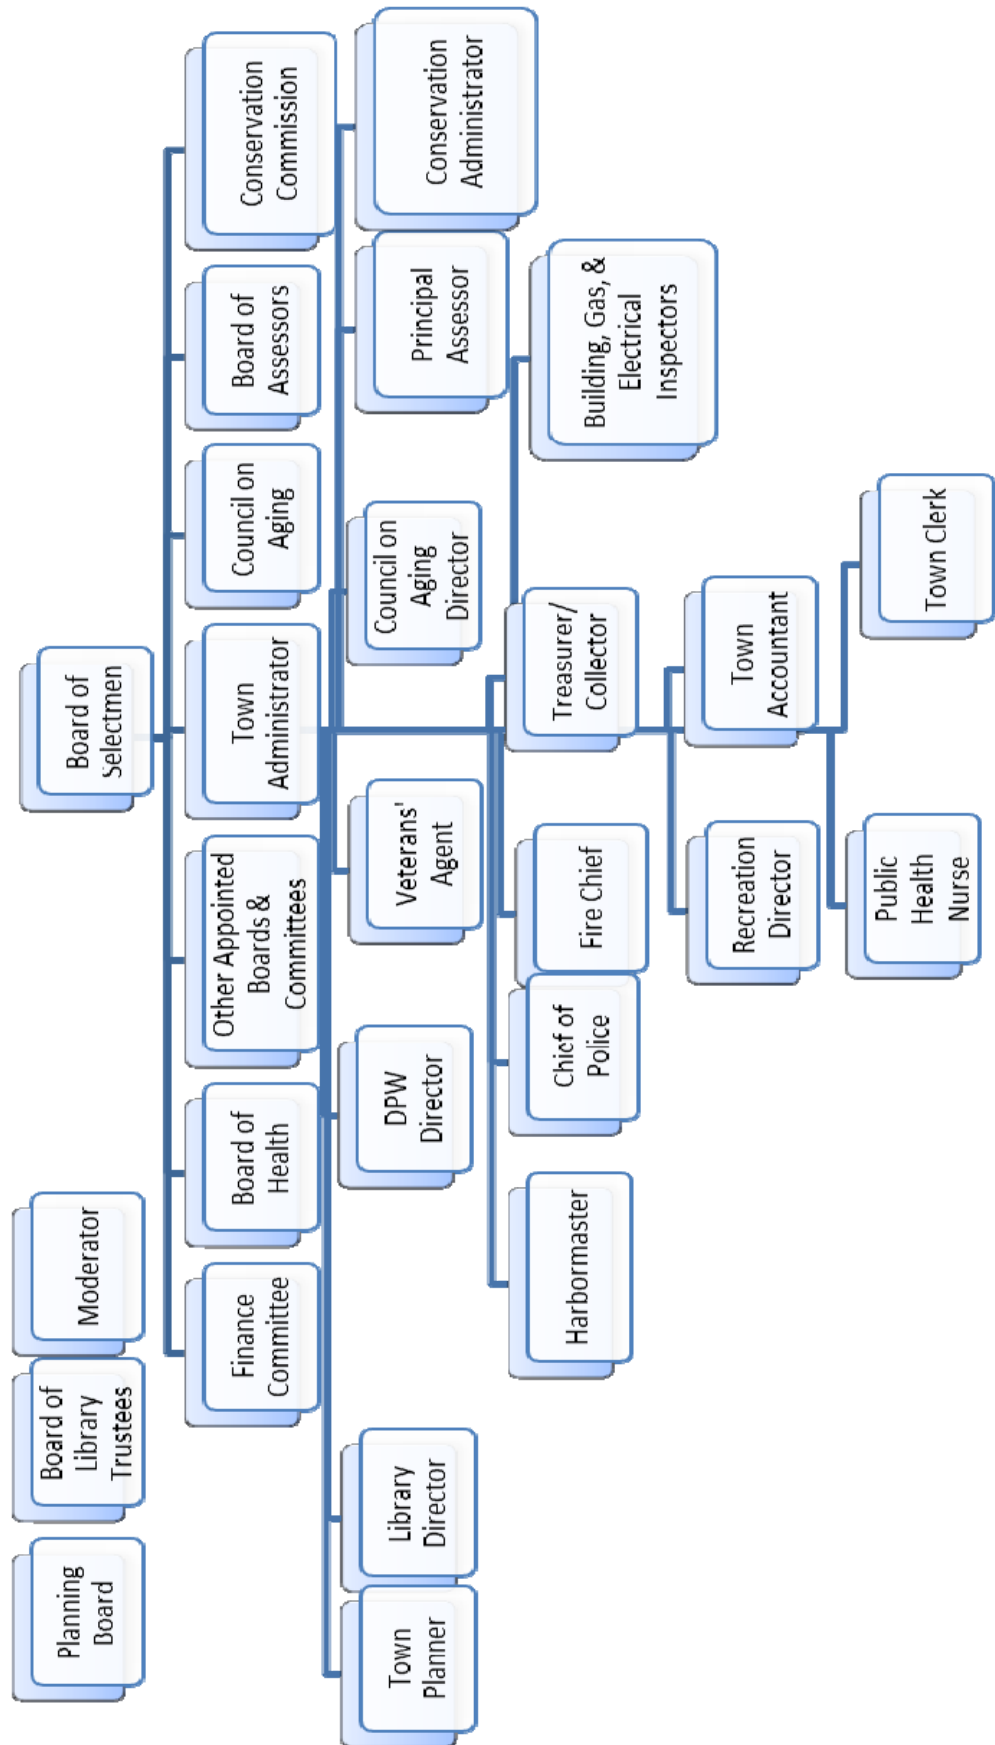 Planning
Board
Board of
Library
Trustees
Moderator
Board of
Selectmen
Finance
Committee
Board of
Health
Other Appointed
Boards &
Committees
Town
Administrator
Council on
Aging
Board of
Assessors
Conservation
Commission
Town
Planner
Library
Director
DPW
Director
Veterans'
Agent
Council on
Aging
Director
Principal
Assessor
Conservation
Administrator
Harbormaster
Chief of
Police
Fire Chief
Treasurer/
Collector
Building, Gas, &
Electrical
Inspectors
Recreation
Director
Town
Accountant
Public
Health
Nurse
Town Clerk